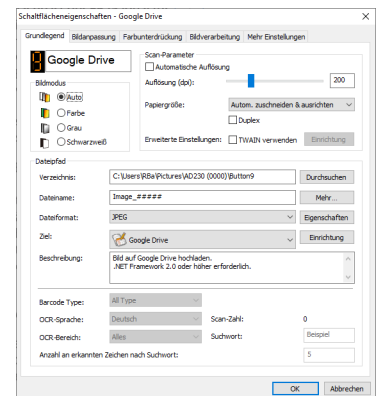 Schaltflächeneigenschaften - Google Drive
Grundlegend Bildanpassung Farbunterdrückung Bildverarbeitung Mehr Einstellungen
9 Google Drive
Bildmodus
Auto
Farbe
Grau
Schwarzweiß
Scan-Parameter
Automatische Auflösung
Auflösung (dpi): 200
Papiergröße: Autom. zuschneiden & ausrichten
Duplex
Erweiterte Einstellungen: TWAIN verwenden Einrichtung
Dateipfad
Verzeichnis: C:\Users\RBa\Pictures\AD230 (0000)\Button9 Durchsuchen
Dateiname: Image_##### Mehr...
Dateiformat: JPEG Eigenschaften
Ziel: Google Drive Einrichtung
Beschreibung: Bild auf Google Drive hochladen.
.NET Framework 2.0 oder höher erforderlich.
Barcode Type: All Type
OCR-Sprache: Deutsch Scan-Zahl: 0
OCR-Bereich: Alles Suchwort: Beispiel
Anzahl an erkannten Zeichen nach Suchwort: 5
OK Abbrechen